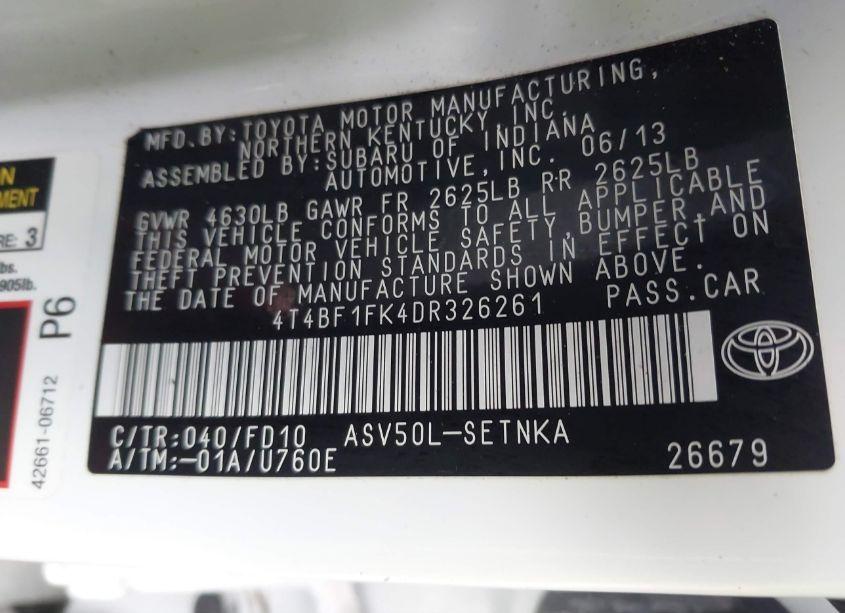 MFD.BY:TOYOTA MOTOR MANUFACTURING,
NORTHERN KENTUCKY INC.
ASSEMBLED BY:SUBARU OF INDIANA
AUTOMOTIVE,INC. 06/13
GVWR 4630LB GAWR FR 2625LB RR 2625LB
THIS VEHICLE CONFORMS TO ALL APPLICABLE
FEDERAL MOTOR VEHICLE SAFETY,BUMPER,AND
THEFT PREVENTION STANDARDS IN EFFECT ON
THE DATE OF MANUFACTURE SHOWN ABOVE.
4T4BF1FK4DR326261 PASS.CAR
C/TR:040/FD10 ASV50L-SETNKA
A/TM:-01A/U760E
26679
3
lbs.
905lb.
P6
42661-06712